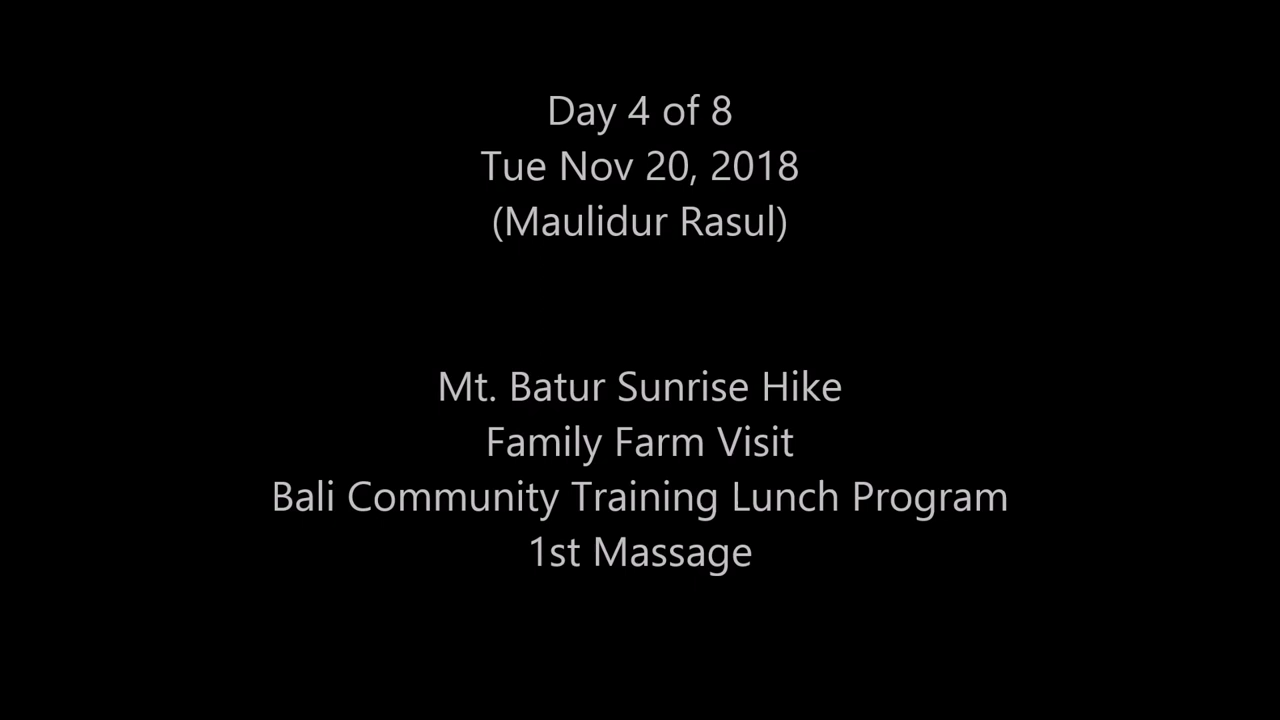 Day 4 of 8
Tue Nov 20, 2018
(Maulidur Rasul)
Mt. Batur Sunrise Hike
Family Farm Visit
Bali Community Training Lunch Program
1st Massage